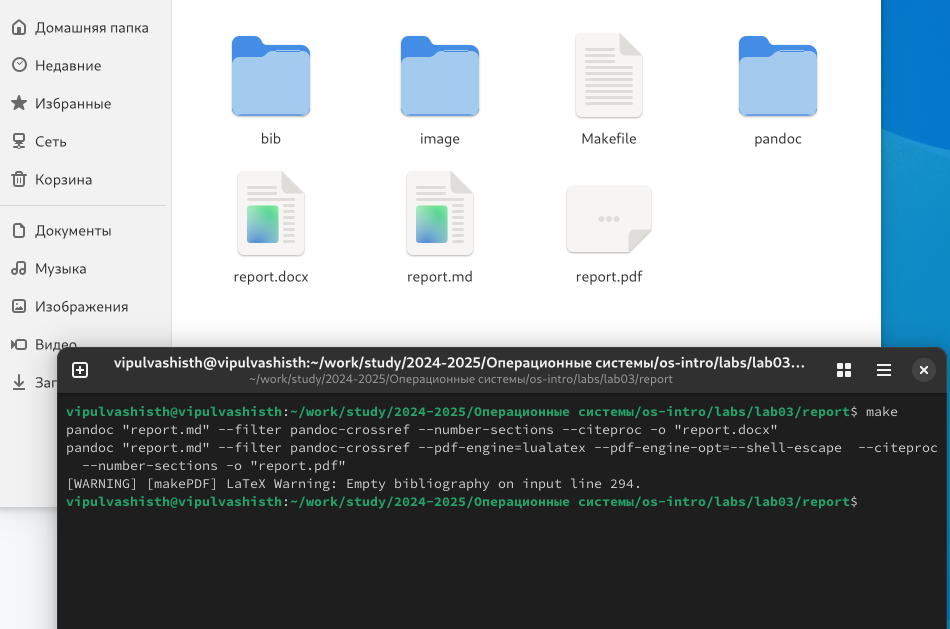 Домашняя папка
Недавние
Избранные
Сеть
Корзина
Документы
Музыка
Изображения
Видео
bib
image
Makefile
pandoc
report.docx
report.md
report.pdf
vipulvashisth@vipulvashisth:~/work/study/2024-2025/Операционные системы/os-intro/labs/lab03...
~/work/study/2024-2025/Операционные системы/os-intro/labs/lab03/report
vipulvashisth@vipulvashisth:~/work/study/2024-2025/Операционные системы/os-intro/labs/lab03/report$ make
pandoc "report.md" --filter pandoc-crossref --number-sections --citeproc -o "report.docx"
pandoc "report.md" --filter pandoc-crossref --pdf-engine=lualatex --pdf-engine-opt=--shell-escape  --citeproc
  --number-sections -o "report.pdf"
[WARNING] [makePDF] LaTeX Warning: Empty bibliography on input line 294.
vipulvashisth@vipulvashisth:~/work/study/2024-2025/Операционные системы/os-intro/labs/lab03/report$